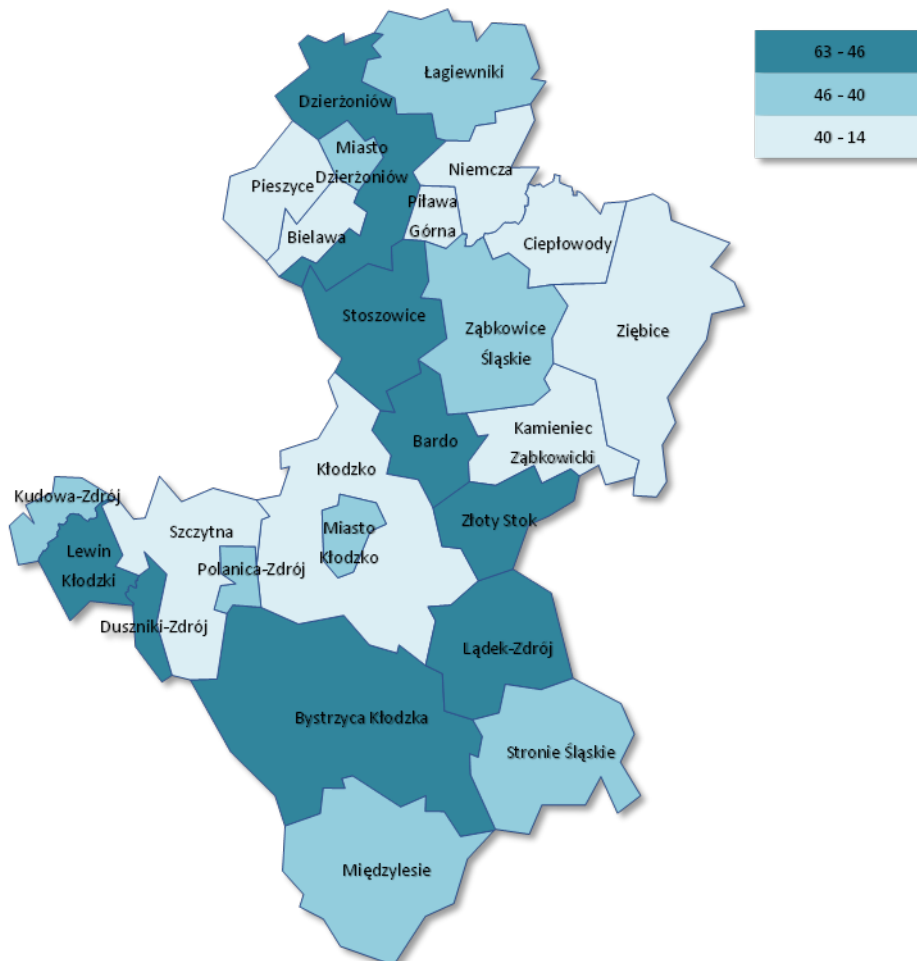 63 - 46
46 - 40
40 - 14
Łagiewniki
Dzierżoniów
Miasto
Dzierżoniów
Niemcza
Pieszyce
Piława
Górna
Bielawa
Ciepłowody
Stoszowice
Ząbkowice
Śląskie
Ziębice
Bardo
Kamieniec
Ząbkowicki
Kłodzko
Kudowa-Zdrój
Szczytna
Miasto
Kłodzko
Złoty Stok
Lewin
Kłodzki
Polanica-Zdrój
Duszniki-Zdrój
Lądek-Zdrój
Bystrzyca Kłodzka
Stronie Śląskie
Międzylesie